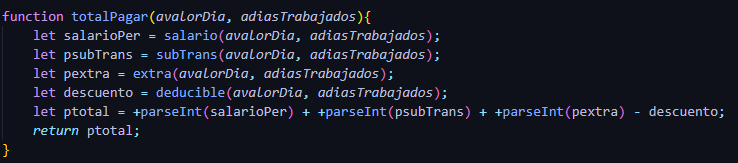 function totalPagar(avalorDia, adiasTrabajados){
    let salarioPer = salario(avalorDia, adiasTrabajados);
    let psubTrans = subTrans(avalorDia, adiasTrabajados);
    let pextra = extra(avalorDia, adiasTrabajados);
    let descuento = deducible(avalorDia, adiasTrabajados);
    let ptotal = +parseInt(salarioPer) + +parseInt(psubTrans) + +parseInt(pextra) - descuento;
    return ptotal;
}